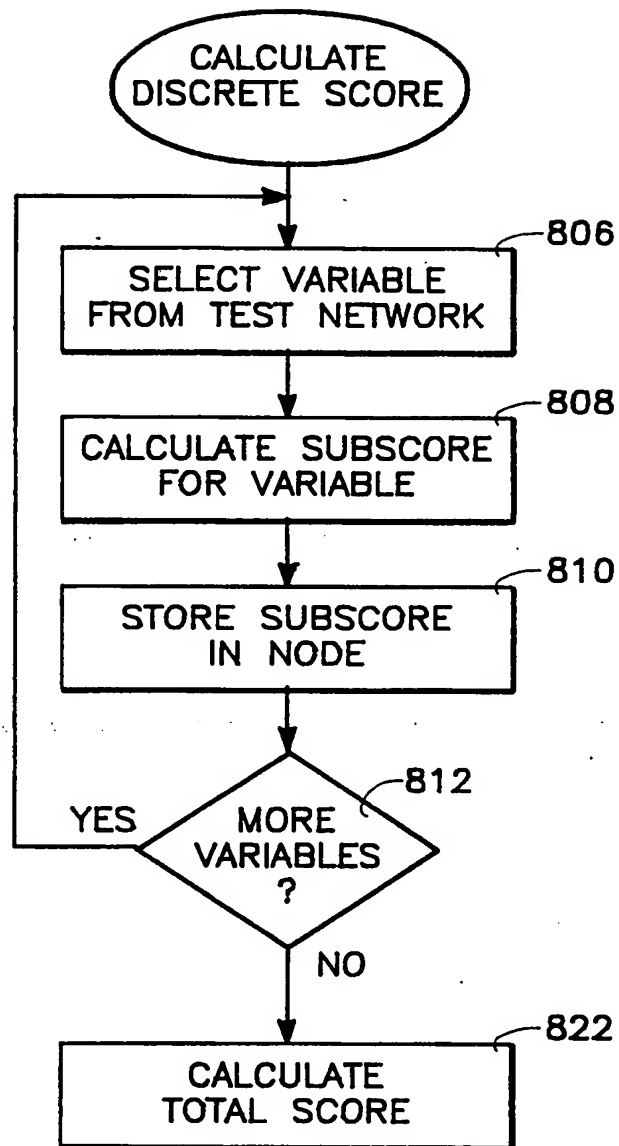 CALCULATE
DISCRETE SCORE
806
SELECT VARIABLE
FROM TEST NETWORK
808
CALCULATE SUBSCORE
FOR VARIABLE
810
STORE SUBSCORE
IN NODE
812
YES
MORE
VARIABLES
?
NO
822
CALCULATE
TOTAL SCORE